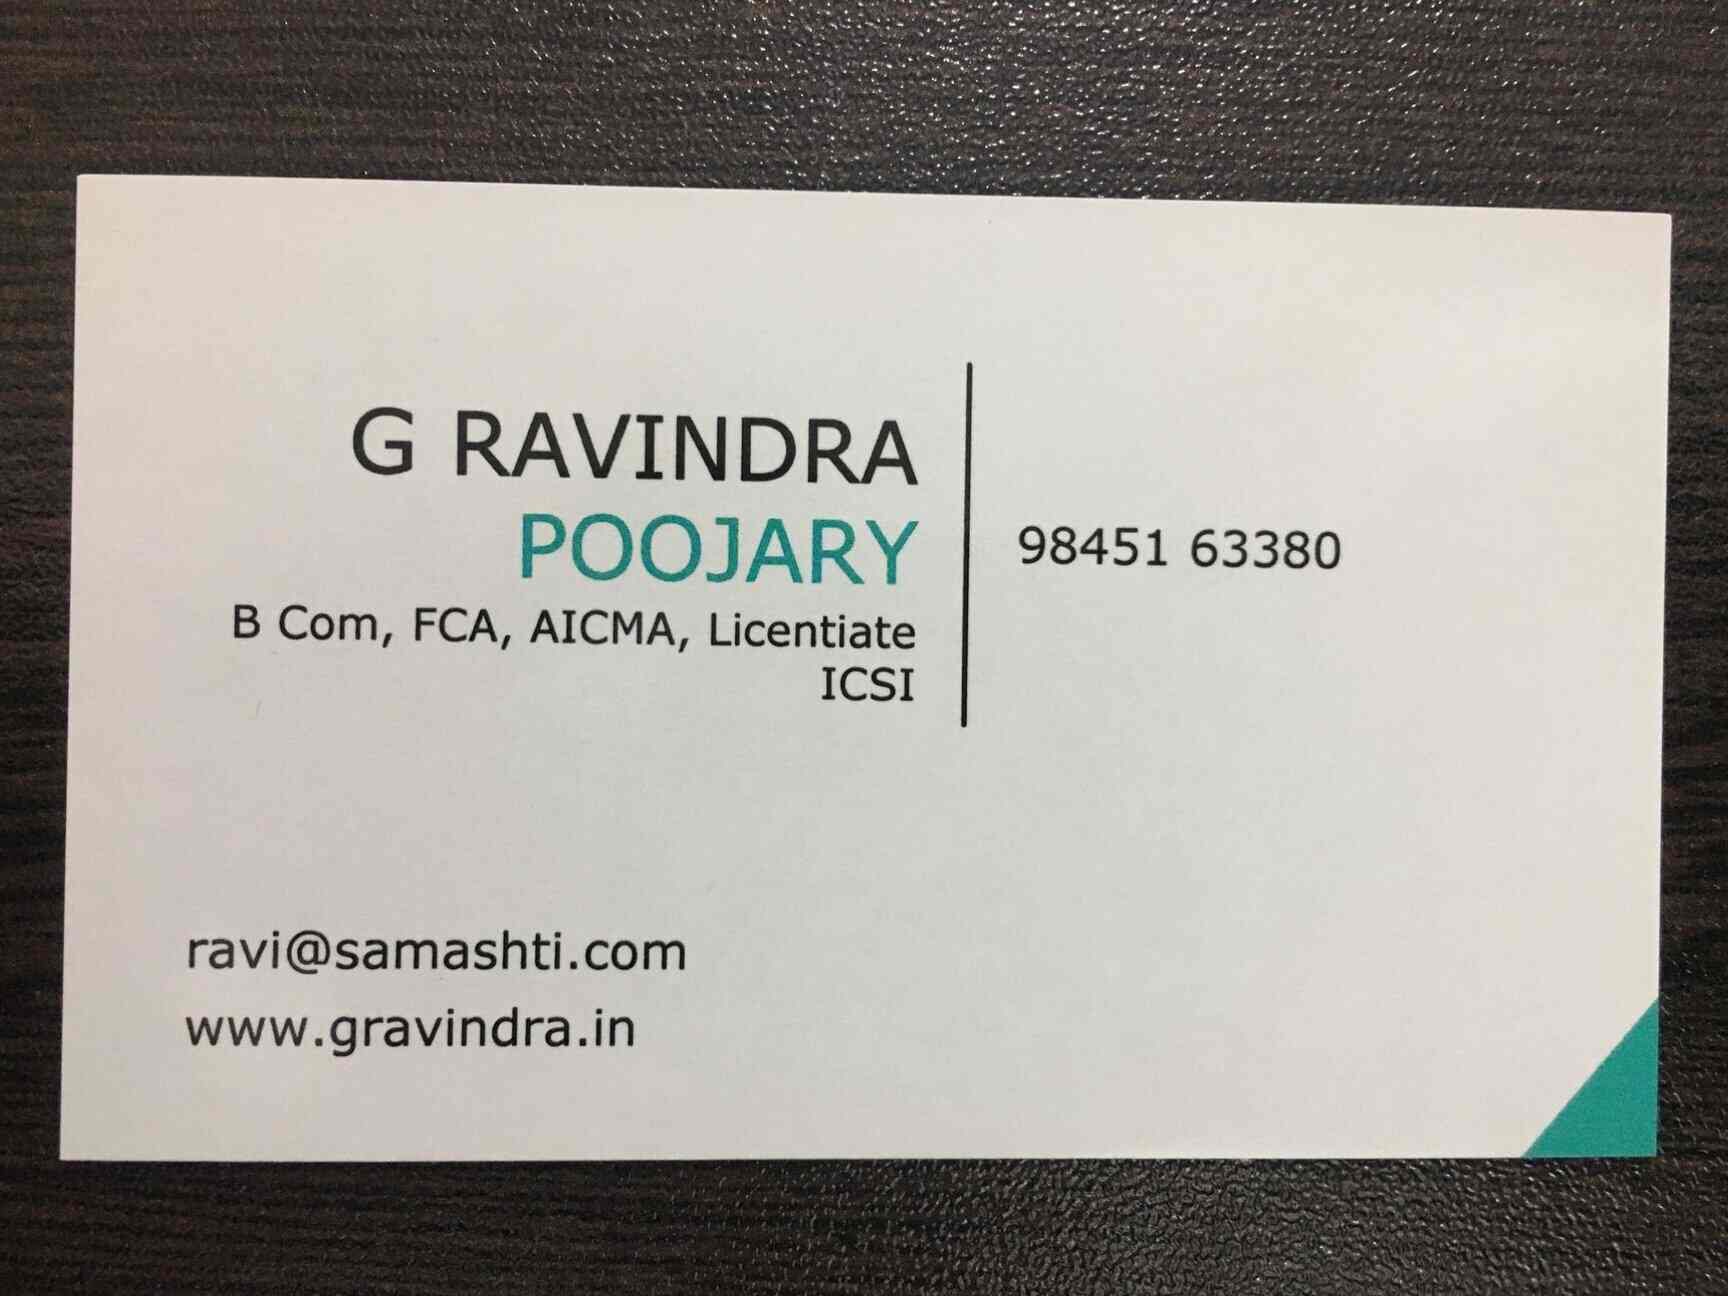 G RAVINDRA
POOJARY
B Com, FCA, AICMA, Licentiate
ICSI
98451 63380
ravi@samashti.com
www.gravindra.in